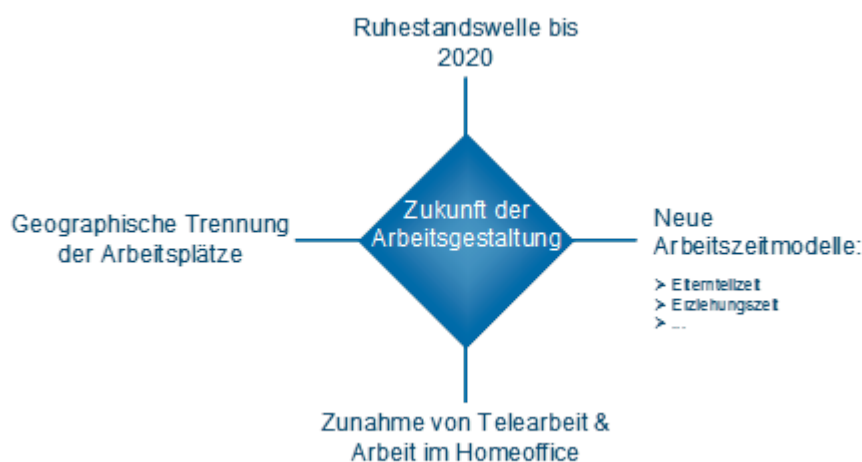 Ruhestandswelle bis
2020
Geographische Trennung
der Arbeitsplätze
Zukunft der
Arbeitsgestaltung
Neue
Arbeitszeitmodelle:
➢ Elternteilzeit
➢ Erziehungszeit
➢ ...
Zunahme von Telearbeit &
Arbeit im Homeoffice